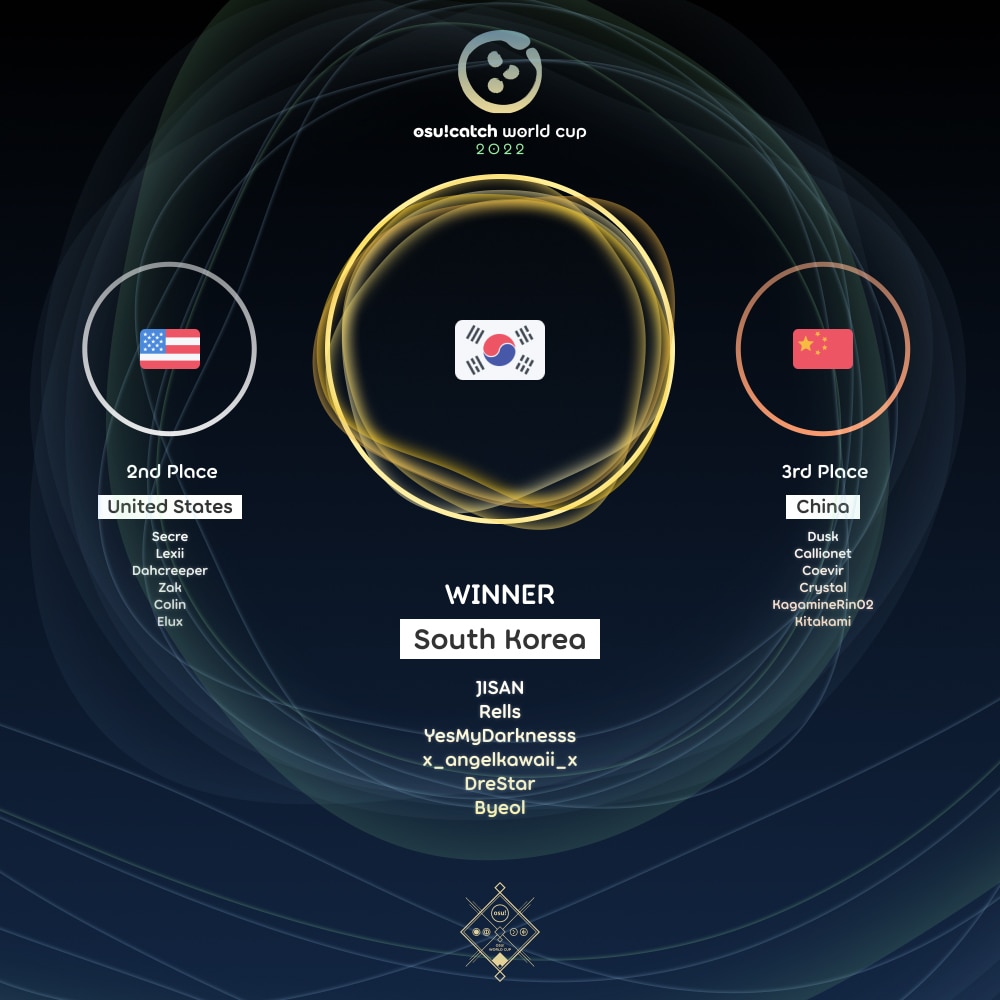 osu!catch world cup
2022
2nd Place
United States
Secre
Lexii
Dahcreeper
Zak
Colin
Elux
WINNER
South Korea
JISAN
Rells
YesMyDarknesss
x_angelkawaii_x
DreStar
Byeol
3rd Place
China
Dusk
Callionet
Coevir
Crystal
KagamineRin02
Kitakami
osu!
osu!
WORLD CUP